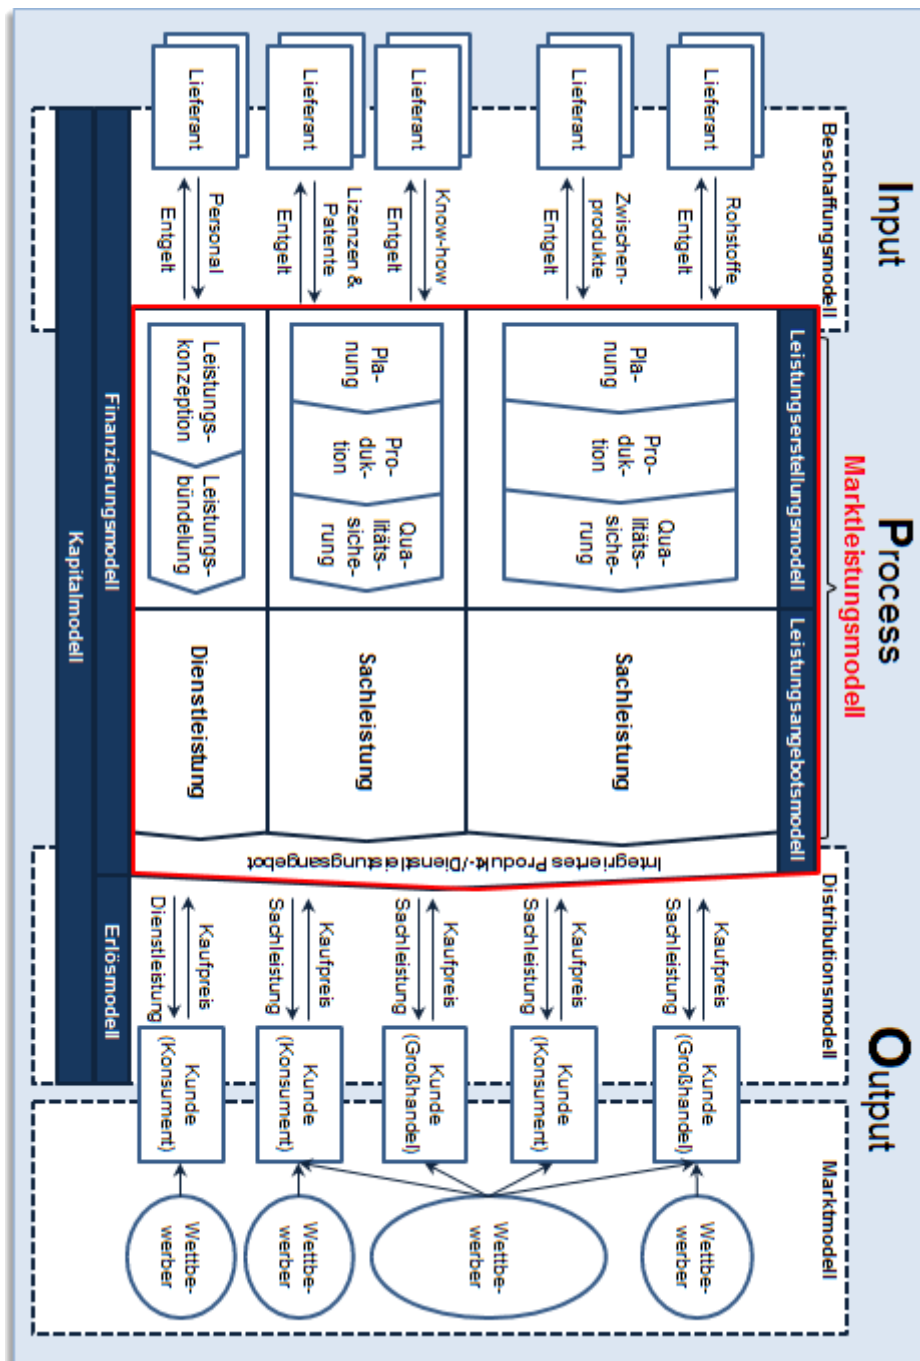 Input
Process
Output
Marktleistungsmodell
Beschaffungsmodell
Leistungserstellungsmodell
Leistungsangebotsmodell
Distributionsmodell
Marktmodell
Lieferant
Rohstoffe
Entgelt
Lieferant
Zwischen-
produkte
Entgelt
Lieferant
Know-how
Entgelt
Lieferant
Lizenzen &
Patente
Entgelt
Lieferant
Personal
Entgelt
Pla-
nung
Pro-
duk-
tion
Qua-
litäts-
siche-
rung
Sachleistung
Pla-
nung
Pro-
duk-
tion
Qua-
litäts-
siche-
rung
Sachleistung
Leistungs-
konzeption
Leistungs-
bündelung
Dienstleistung
Integriertes Produkt-/Dienstleistungsangebot
Kaufpreis
Sachleistung
Kunde
(Großhandel)
Wettbe-
werber
Kaufpreis
Sachleistung
Kunde
(Konsument)
Kaufpreis
Sachleistung
Kunde
(Großhandel)
Wettbe-
werber
Kaufpreis
Sachleistung
Kunde
(Konsument)
Wettbe-
werber
Kaufpreis
Dienstleistung
Kunde
(Konsument)
Wettbe-
werber
Finanzierungsmodell
Erlösmodell
Kapitalmodell